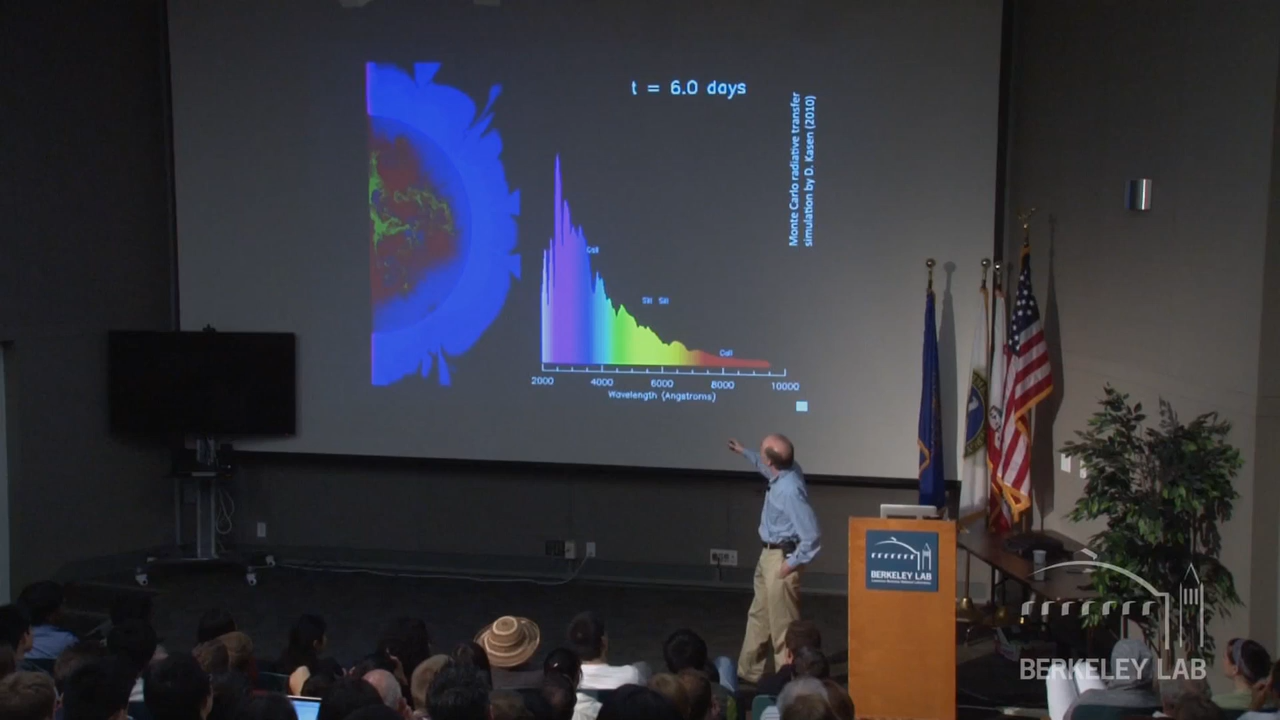 t = 6.0 days
Monte Carlo radiative transfer
simulation by D. Kasen (2010)
CaII
SiII SiII
CaII
2000 4000 6000 8000 10000
Wavelength (Angstroms)
BERKELEY LAB
BERKELEY LAB